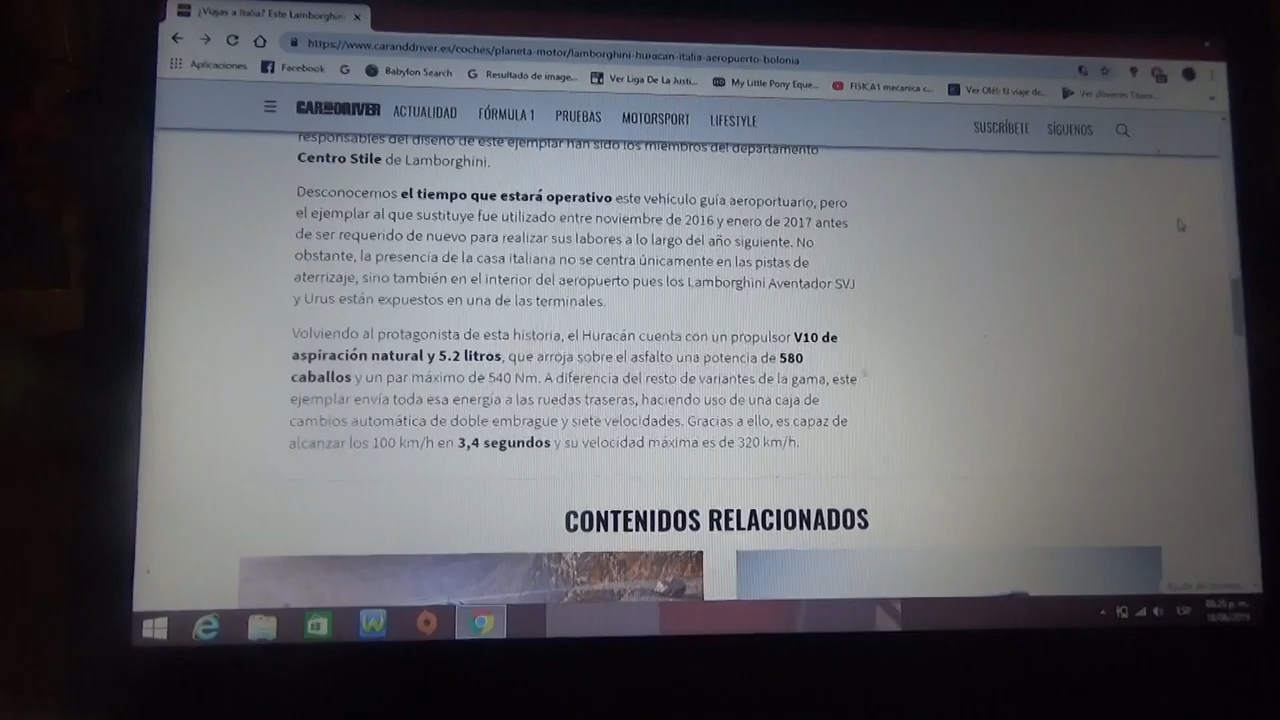 ¿Viajas a Italia? Este Lamborghini
https://www.caranddriver.es/coches/planeta-motor/lamborghini-huracan-italia-aeropuerto-bolonia
Aplicaciones Facebook Babylon Search Resultado de image... Ver Liga De La Justi... My Little Pony Eque... FISICA1 mecanica c... Ver Olé!: El viaje de... Ver Jóvenes Titans...
CAR AND DRIVER ACTUALIDAD FÓRMULA 1 PRUEBAS MOTORSPORT LIFESTYLE SUSCRÍBETE SÍGUENOS
responsables del diseño de este ejemplar han sido los miembros del departamento
Centro Stile de Lamborghini.
Desconocemos el tiempo que estará operativo este vehículo guía aeroportuario, pero
el ejemplar al que sustituye fue utilizado entre noviembre de 2016 y enero de 2017 antes
de ser requerido de nuevo para realizar sus labores a lo largo del año siguiente. No
obstante, la presencia de la casa italiana no se centra únicamente en las pistas de
aterrizaje, sino también en el interior del aeropuerto pues los Lamborghini Aventador SVJ
y Urus están expuestos en una de las terminales.
Volviendo al protagonista de esta historia, el Huracán cuenta con un propulsor V10 de
aspiración natural y 5.2 litros, que arroja sobre el asfalto una potencia de 580
caballos y un par máximo de 540 Nm. A diferencia del resto de variantes de la gama, este
ejemplar envía toda esa energía a las ruedas traseras, haciendo uso de una caja de
cambios automática de doble embrague y siete velocidades. Gracias a ello, es capaz de
alcanzar los 100 km/h en 3,4 segundos y su velocidad máxima es de 320 km/h.
CONTENIDOS RELACIONADOS
ESP